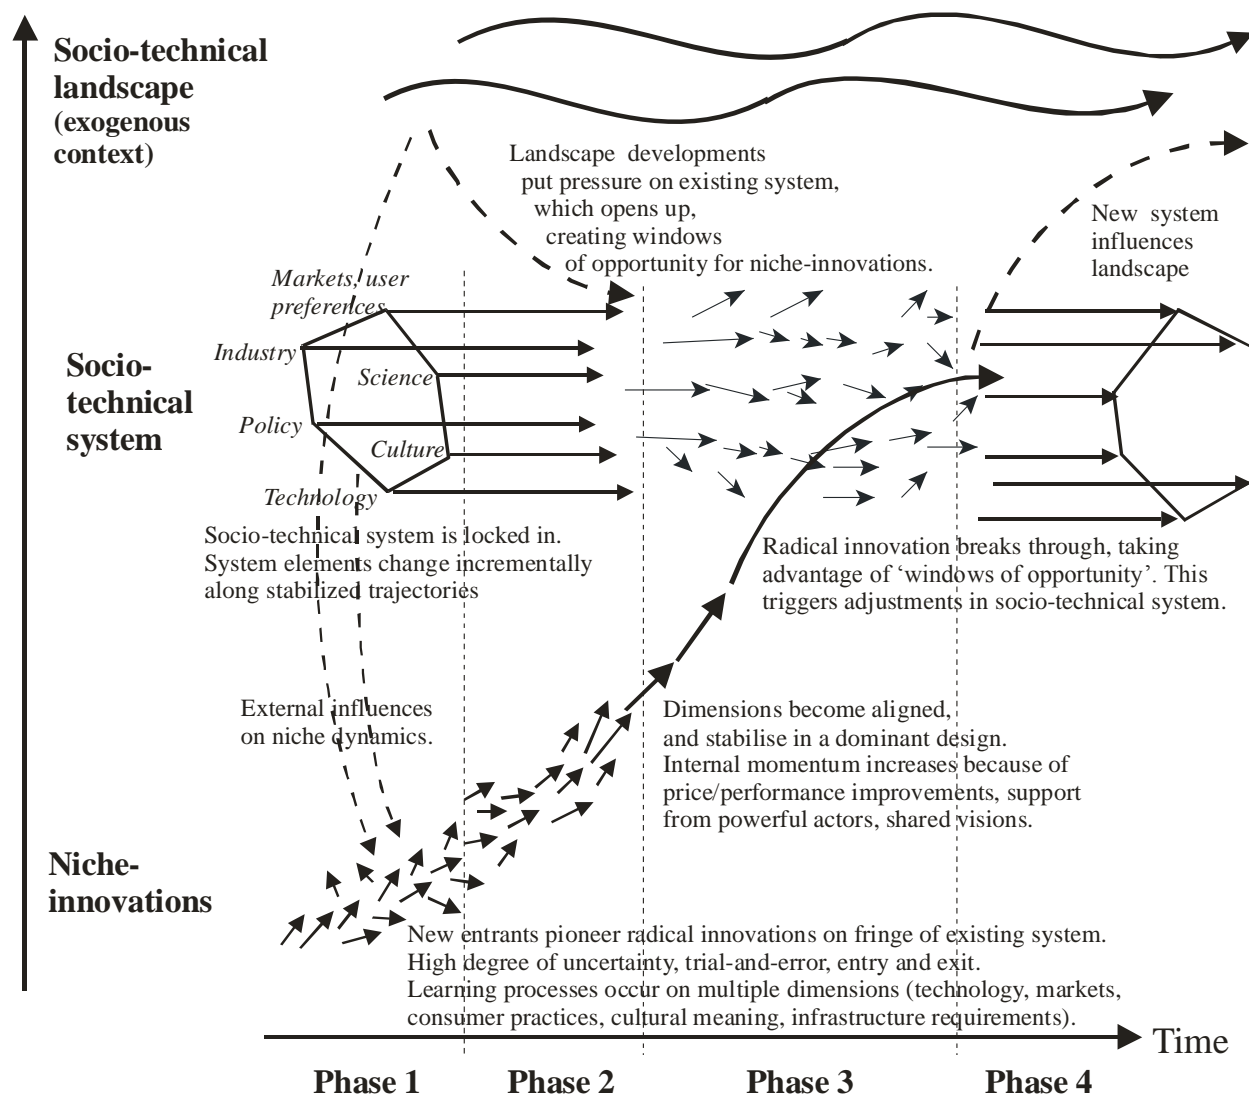 Socio-technical
landscape
(exogenous
context)
Landscape developments
put pressure on existing system,
which opens up,
creating windows
of opportunity for niche-innovations.
New system
influences
landscape
Markets, user
preferences
Industry
Science
Policy
Culture
Technology
Socio-
technical
system
Socio-technical system is locked in.
System elements change incrementally
along stabilized trajectories
Radical innovation breaks through, taking
advantage of ‘windows of opportunity’. This
triggers adjustments in socio-technical system.
External influences
on niche dynamics.
Dimensions become aligned,
and stabilise in a dominant design.
Internal momentum increases because of
price/performance improvements, support
from powerful actors, shared visions.
Niche-
innovations
New entrants pioneer radical innovations on fringe of existing system.
High degree of uncertainty, trial-and-error, entry and exit.
Learning processes occur on multiple dimensions (technology, markets,
consumer practices, cultural meaning, infrastructure requirements).
Time
Phase 1
Phase 2
Phase 3
Phase 4